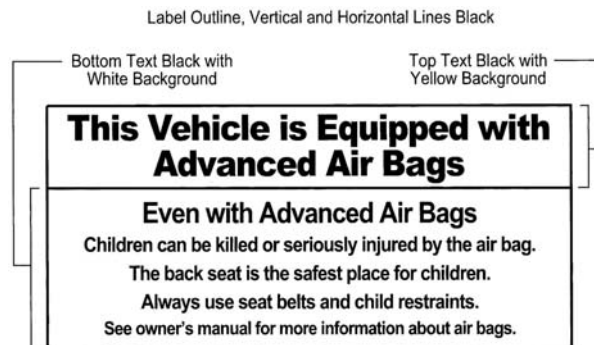 Label Outline, Vertical and Horizontal Lines Black
Bottom Text Black with
White Background
Top Text Black with
Yellow Background
This Vehicle is Equipped with
Advanced Air Bags
Even with Advanced Air Bags
Children can be killed or seriously injured by the air bag.
The back seat is the safest place for children.
Always use seat belts and child restraints.
See owner's manual for more information about air bags.